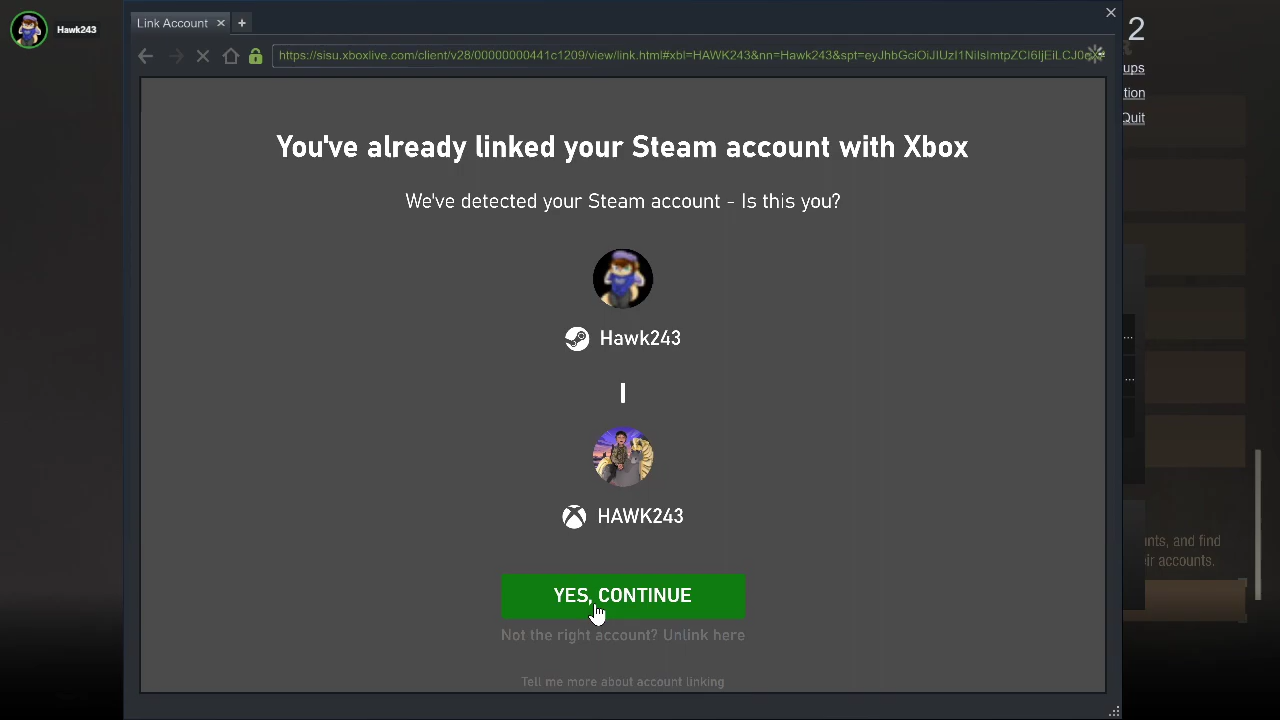 Hawk243
Link Account
2
https://sisu.xboxlive.com/client/v28/00000000441c1209/view/link.html#xbl=HAWK243&nn=Hawk243&spt=eyJhbGciOiJIUzI1NiIsImtpZCI6IjEiLCJ0
ups
tion
Quit
You've already linked your Steam account with Xbox
We've detected your Steam account - Is this you?
Hawk243
HAWK243
...
...
nts, and find
ir accounts.
YES, CONTINUE
Not the right account? Unlink here
Tell me more about account linking